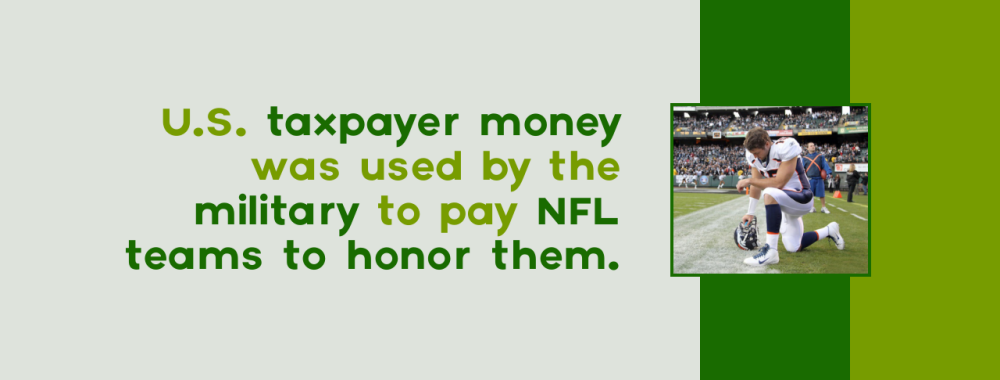 U.S. taxpayer money
was used by the
military to pay NFL
teams to honor them.